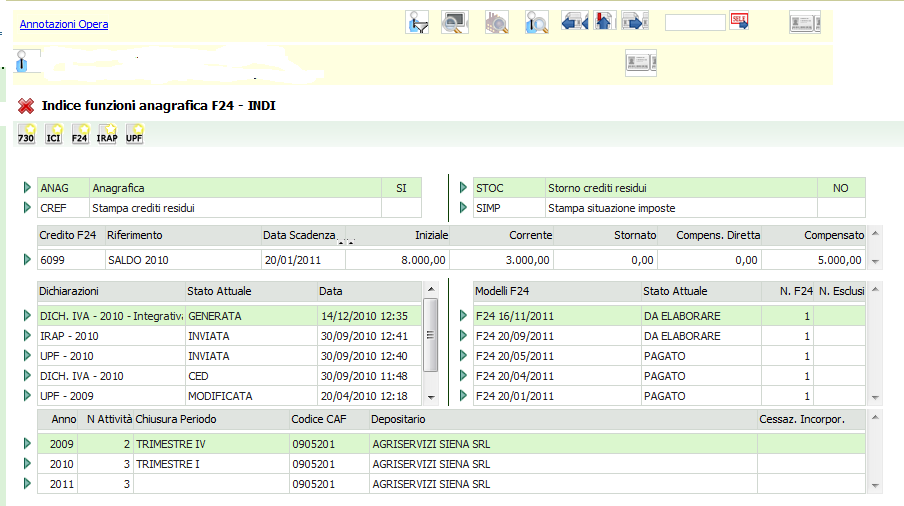 Annotazioni Opera
SELE
Indice funzioni anagrafica F24 - INDI
730 ICI F24 IRAP UPF
ANAG Anagrafica SI STOC Storno crediti residui NO
CREF Stampa crediti residui SIMP Stampa situazione imposte
Credito F24 Riferimento Data Scadenza Iniziale Corrente Stornato Compens. Diretta Compensato
6099 SALDO 2010 20/01/2011 8.000,00 3.000,00 0,00 0,00 5.000,00
Dichiarazioni Stato Attuale Data Modelli F24 Stato Attuale N. F24 N. Esclusi
DICH. IVA - 2010 - Integrativa GENERATA 14/12/2010 12:35 F24 16/11/2011 DA ELABORARE 1
IRAP - 2010 INVIATA 30/09/2010 12:41 F24 20/09/2011 DA ELABORARE 1
UPF - 2010 INVIATA 30/09/2010 12:40 F24 20/05/2011 PAGATO 1
DICH. IVA - 2010 CED 30/09/2010 11:48 F24 20/04/2011 PAGATO 1
UPF - 2009 MODIFICATA 20/04/2010 12:18 F24 20/01/2011 PAGATO 1
Anno N Attività Chiusura Periodo Codice CAF Depositario Cessaz. Incorpor.
2009 2 TRIMESTRE IV 0905201 AGRISERVIZI SIENA SRL
2010 3 TRIMESTRE I 0905201 AGRISERVIZI SIENA SRL
2011 3 0905201 AGRISERVIZI SIENA SRL